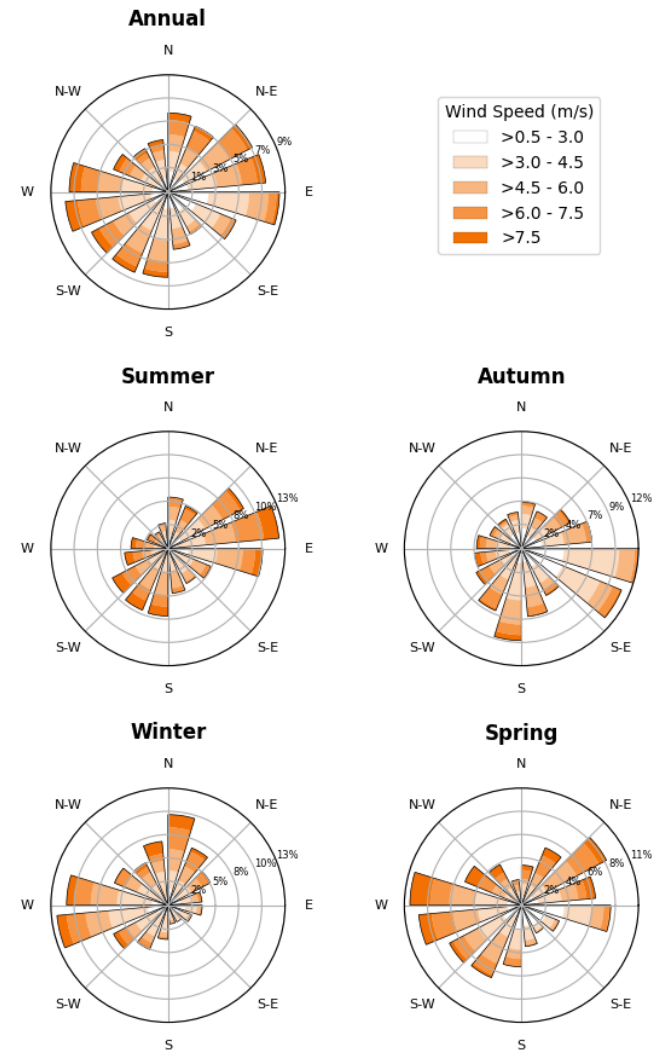 Annual
N
N-W
N-E
W
E
S-W
S-E
S
1%
3%
5%
7%
9%
Wind Speed (m/s)
>0.5 - 3.0
>3.0 - 4.5
>4.5 - 6.0
>6.0 - 7.5
>7.5
Summer
N
N-W
N-E
W
E
S-W
S-E
S
2%
5%
8%
10%
13%
Autumn
N
N-W
N-E
W
E
S-W
S-E
S
2%
4%
7%
9%
12%
Winter
N
N-W
N-E
W
E
S-W
S-E
S
2%
5%
8%
10%
13%
Spring
N
N-W
N-E
W
E
S-W
S-E
S
2%
4%
6%
8%
11%